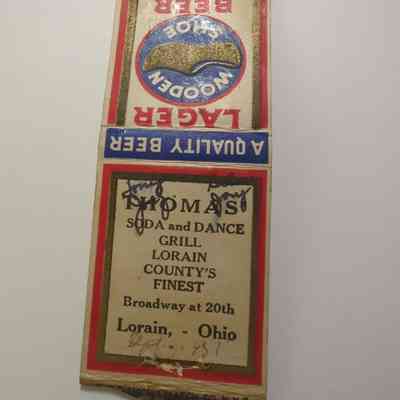 BEER
WOODEN
SHOE
LAGER
A QUALITY BEER
THOMAS'
SODA and DANCE
GRILL
LORAIN
COUNTY'S
FINEST
Broadway at 20th
Lorain, - Ohio